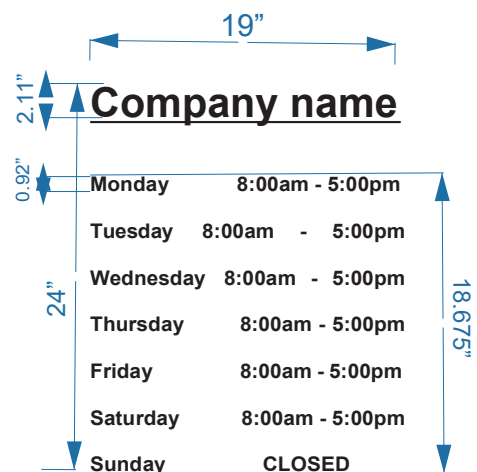 19”
2.11”
Company name
0.92”
Monday 8:00am - 5:00pm
Tuesday 8:00am - 5:00pm
Wednesday 8:00am - 5:00pm
24”
18.675”
Thursday 8:00am - 5:00pm
Friday 8:00am - 5:00pm
Saturday 8:00am - 5:00pm
Sunday CLOSED